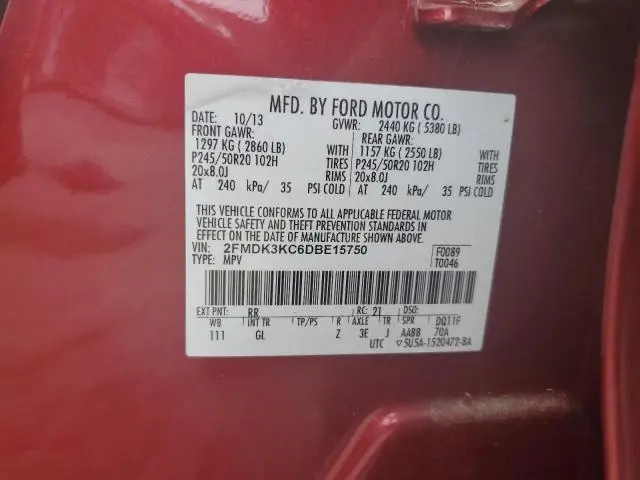 MFD. BY FORD MOTOR CO.
DATE: 10/13 GVWR: 2440 KG ( 5380 LB)
FRONT GAWR: REAR GAWR:
1297 KG ( 2860 LB) 1157 KG ( 2550 LB)
P245/50R20 102H TIRES P245/50R20 102H TIRES
20x8.0J RIMS 20x8.0J RIMS
AT 240 kPa/ 35 PSI COLD AT 240 kPa/ 35 PSI COLD
THIS VEHICLE CONFORMS TO ALL APPLICABLE FEDERAL MOTOR
VEHICLE SAFETY AND THEFT PREVENTION STANDARDS IN
EFFECT ON THE DATE OF MANUFACTURE SHOWN ABOVE.
VIN: 2FMDK3KC6DBE15750 F0089
TYPE: MPV T0046
EXT PNT: RR RC: 21 DSO:
WB INT TR TP/PS R AXLE TR SPR DQ11F
111 GL Z 3E J AABB 70A
UTC ▽5U5A-1520472-BA